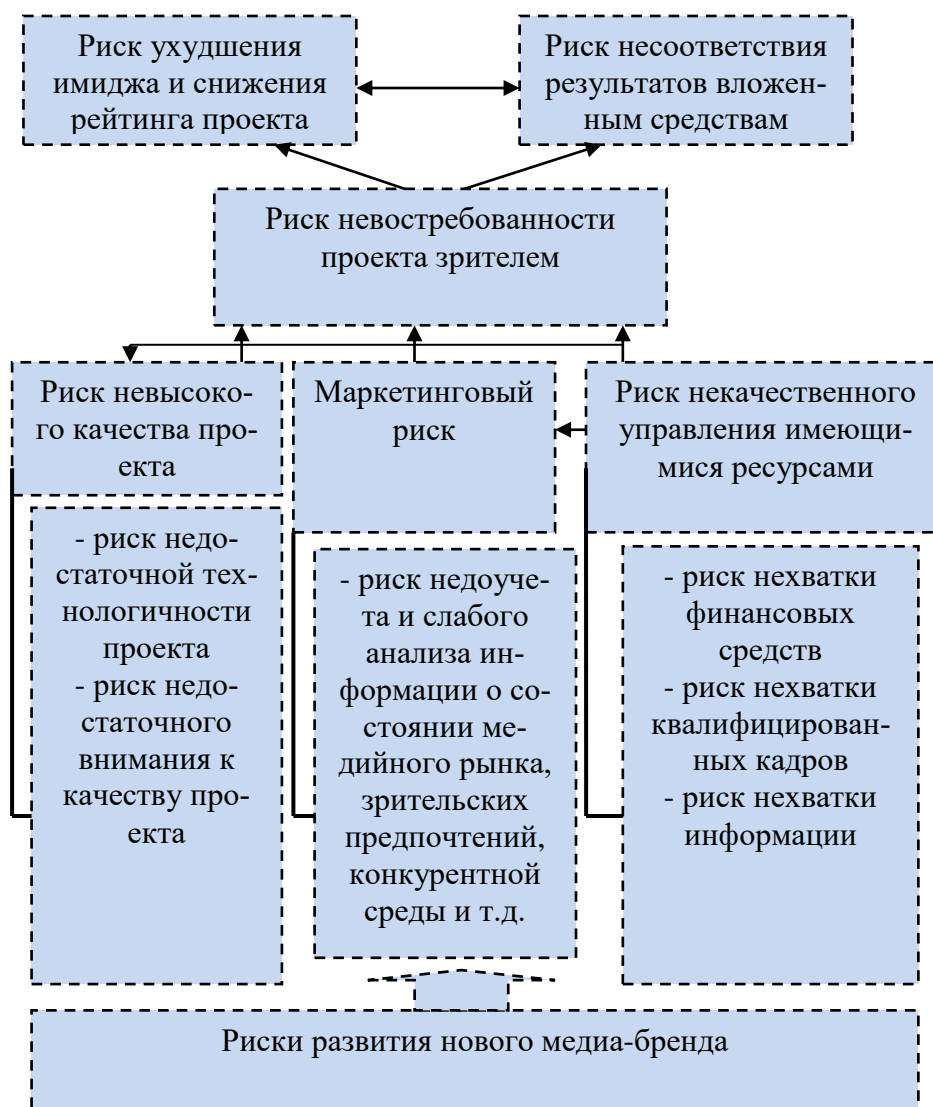 Риск ухудшения
имиджа и снижения
рейтинга проекта
Риск несоответствия
результатов вложен-
ным средствам
Риск невостребованности
проекта зрителем
Риск невысоко-
го качества про-
екта
Маркетинговый
риск
Риск некачественного
управления имеющи-
мися ресурсами
- риск недо-
статочной тех-
нологичности
проекта
- риск недо-
статочного
внимания к
качеству про-
екта
- риск недоуче-
та и слабого
анализа ин-
формации о со-
стоянии ме-
дийного рынка,
зрительских
предпочтений,
конкурентной
среды и т.д.
- риск нехватки
финансовых
средств
- риск нехватки
квалифицирован-
ных кадров
- риск нехватки
информации
Риски развития нового медиа-бренда